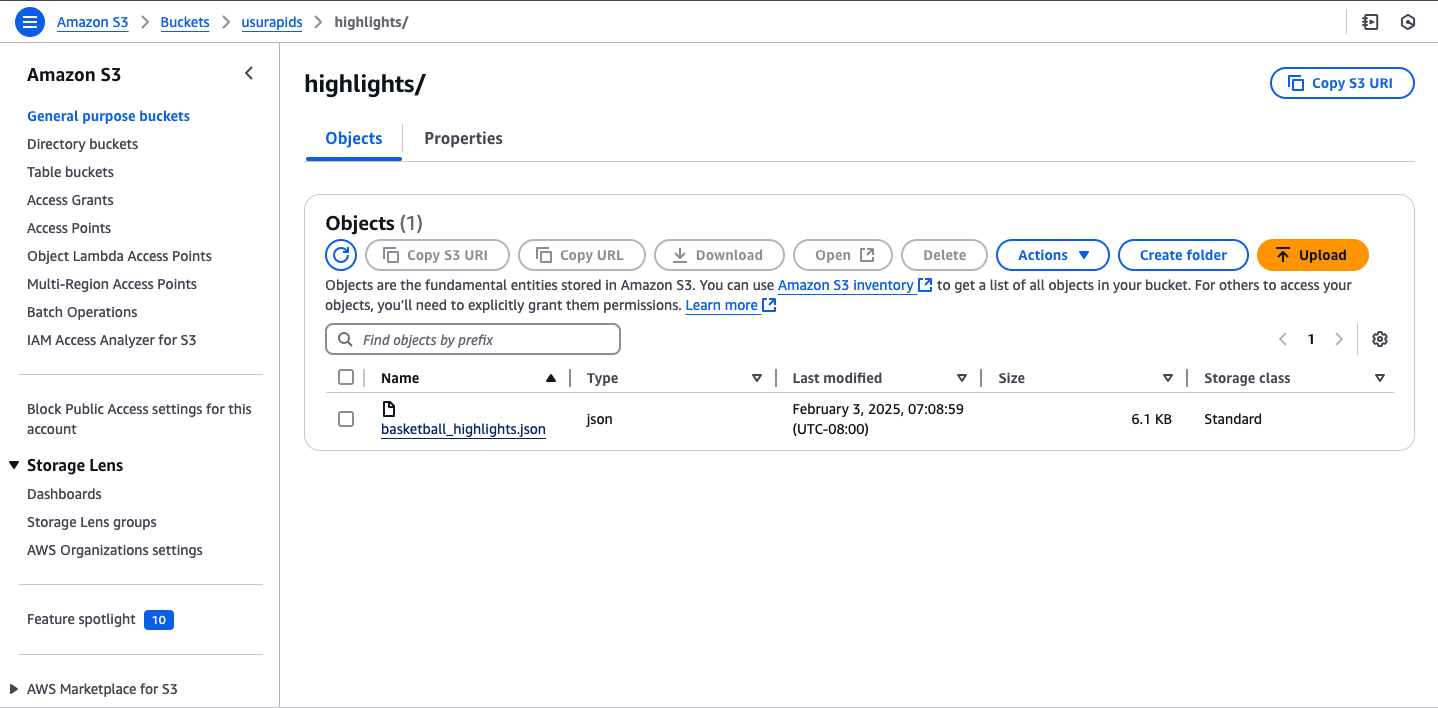 Amazon S3 > Buckets > usurapids > highlights/
Amazon S3
General purpose buckets
Directory buckets
Table buckets
Access Grants
Access Points
Object Lambda Access Points
Multi-Region Access Points
Batch Operations
IAM Access Analyzer for S3
Block Public Access settings for this
account
Storage Lens
Dashboards
Storage Lens groups
AWS Organizations settings
Feature spotlight 10
AWS Marketplace for S3
highlights/
Copy S3 URI
Objects Properties
Objects (1)
Copy S3 URI Copy URL Download Open Delete Actions Create folder Upload
Objects are the fundamental entities stored in Amazon S3. You can use Amazon S3 inventory to get a list of all objects in your bucket. For others to access your
objects, you'll need to explicitly grant them permissions. Learn more
Find objects by prefix
1
Name Type Last modified Size Storage class
basketball_highlights.json json February 3, 2025, 07:08:59
(UTC-08:00) 6.1 KB Standard